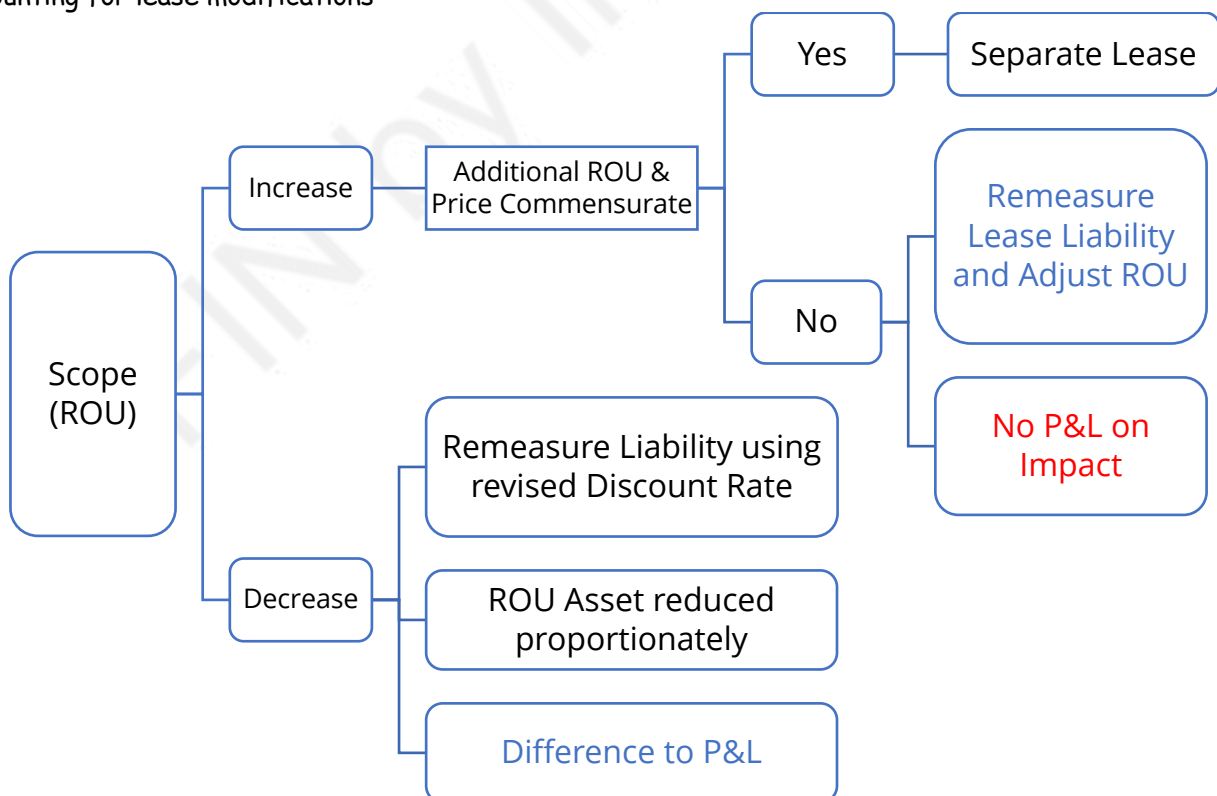 Yes
Separate Lease
Increase
Additional ROU &
Price Commensurate
Remeasure
Lease Liability
and Adjust ROU
No
Scope
(ROU)
No P&L on
Impact
Remeasure Liability using
revised Discount Rate
Decrease
ROU Asset reduced
proportionately
Difference to P&L